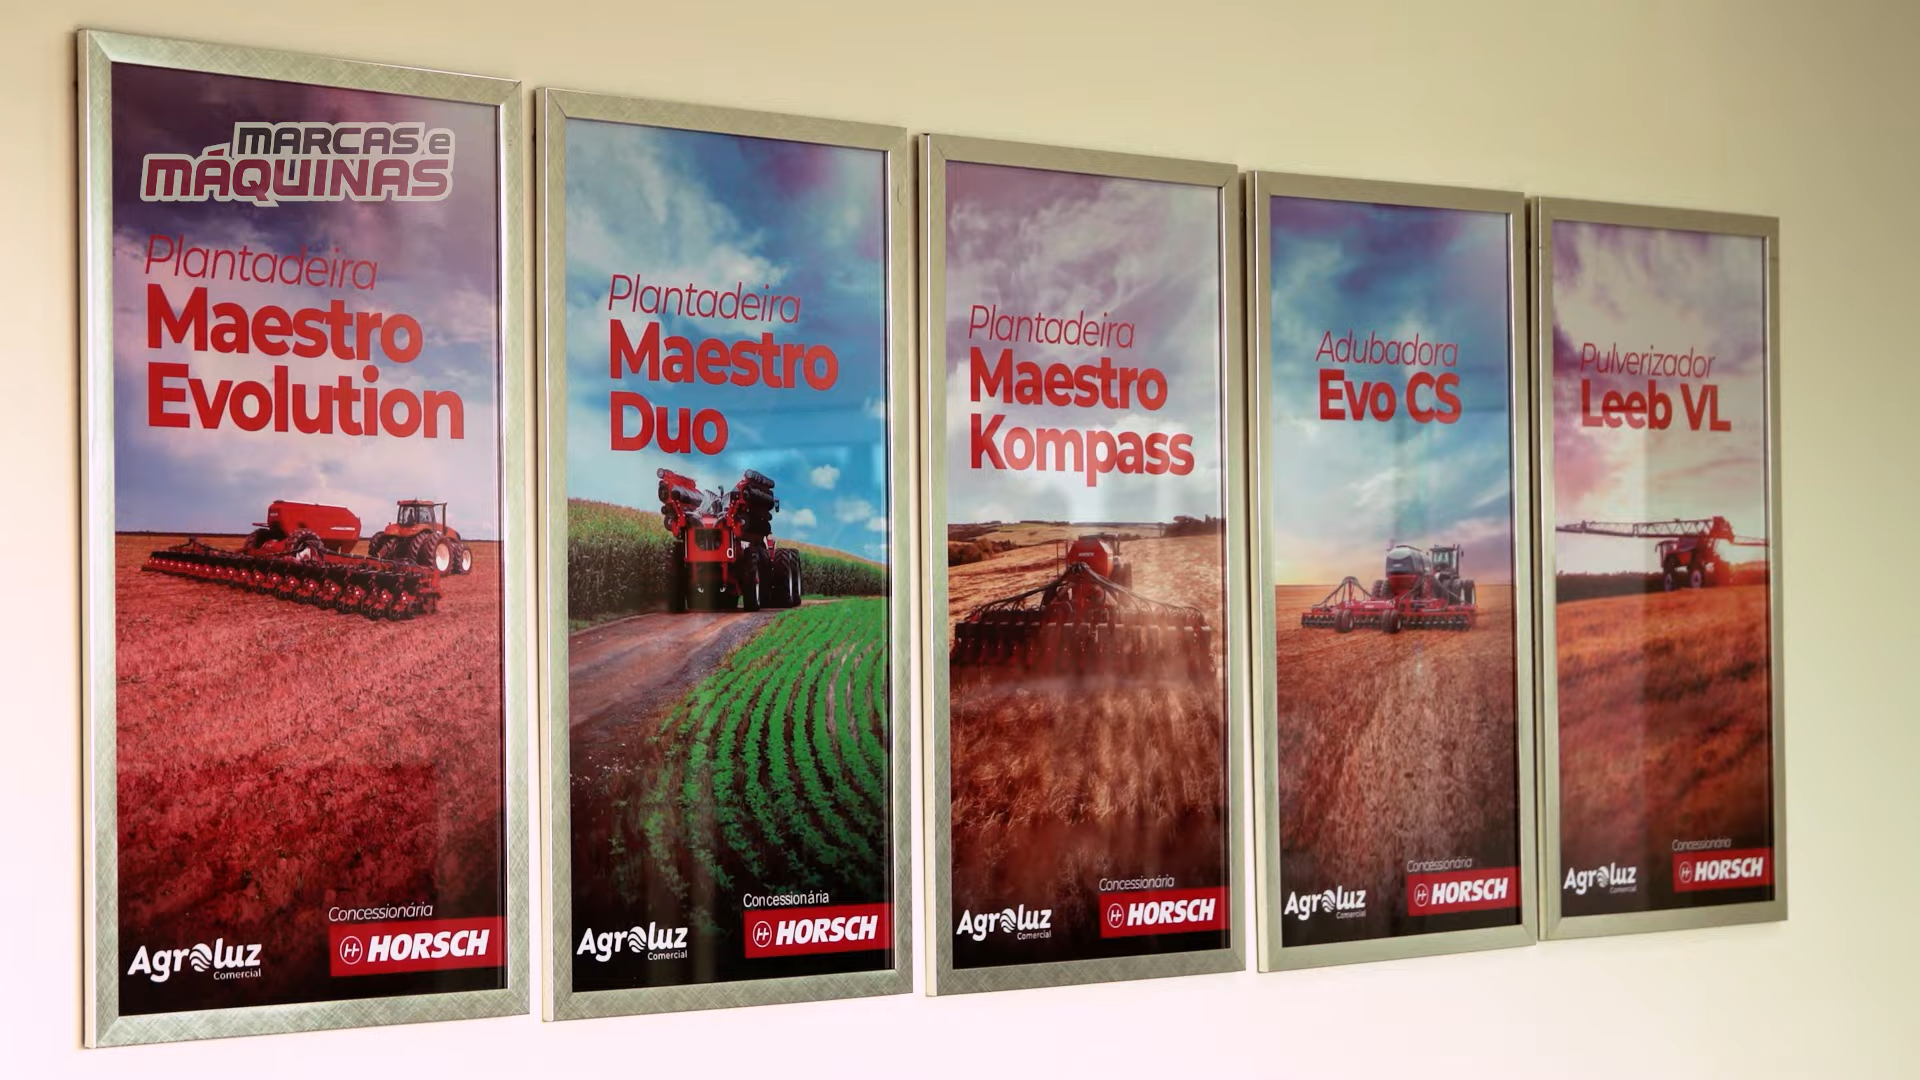 MARCAS e
MÁQUINAS
Plantadeira
Maestro
Evolution
Concessionária
Agroluz
Comercial
HORSCH
Plantadeira
Maestro
Duo
Concessionária
Agroluz
Comercial
HORSCH
Plantadeira
Maestro
Kompass
Concessionária
Agroluz
Comercial
HORSCH
Adubadora
Evo CS
Concessionária
Agroluz
Comercial
HORSCH
Pulverizador
Leeb VL
Concessionária
Agroluz
Comercial
HORSCH